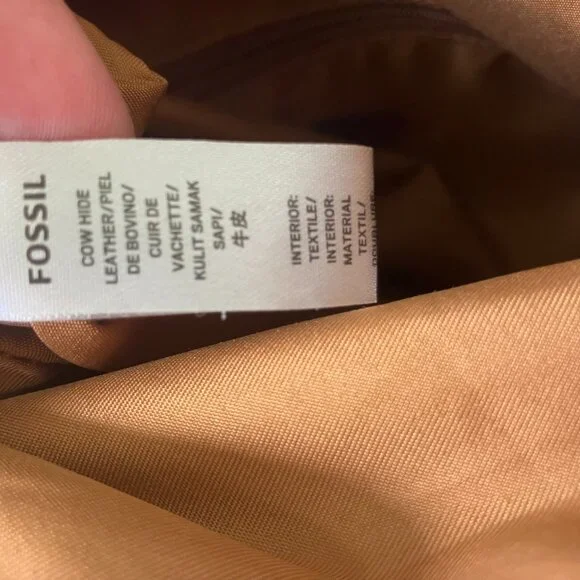 FOSSIL
COW HIDE
LEATHER/PIEL
DE BOVINO/
CUIR DE
VACHETTE/
KULIT SAMAK
SAPI/
牛皮
INTERIOR:
TEXTILE/
INTERIOR:
MATERIAL
TEXTIL/